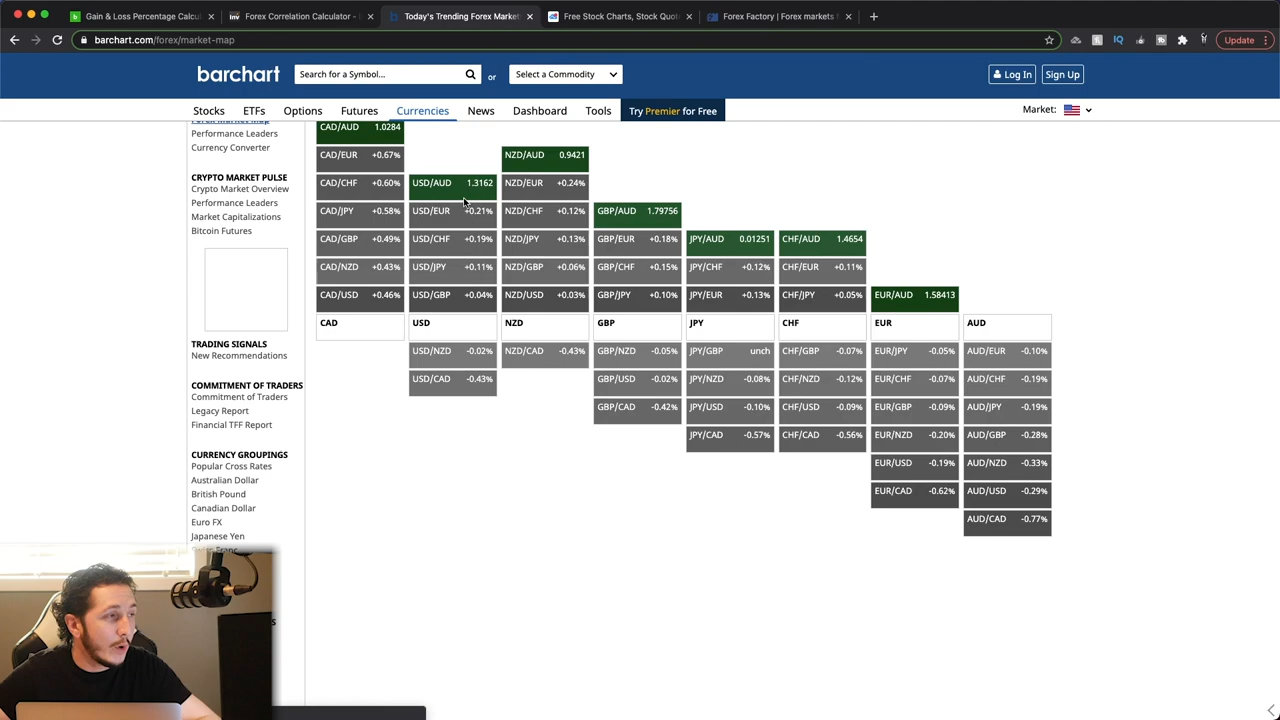 Gain & Loss Percentage Calcu
Forex Correlation Calculator -
Today's Trending Forex Market
Free Stock Charts, Stock Quot
Forex Factory | Forex markets f
barchart.com/forex/market-map
Update
barchart
Search for a Symbol...
or
Select a Commodity
Log In
Sign Up
Stocks
ETFs
Options
Futures
Currencies
News
Dashboard
Tools
Try Premier for Free
Market:
Forex Market Map
Performance Leaders
Currency Converter
CRYPTO MARKET PULSE
Crypto Market Overview
Performance Leaders
Market Capitalizations
Bitcoin Futures
TRADING SIGNALS
New Recommendations
COMMITMENT OF TRADERS
Commitment of Traders
Legacy Report
Financial TFF Report
CURRENCY GROUPINGS
Popular Cross Rates
Australian Dollar
British Pound
Canadian Dollar
Euro FX
Japanese Yen
CAD/AUD 1.0284
CAD/EUR +0.67%
CAD/CHF +0.60%
CAD/JPY +0.58%
CAD/GBP +0.49%
CAD/NZD +0.43%
CAD/USD +0.46%
CAD
USD/AUD 1.3162
USD/EUR +0.21%
USD/CHF +0.19%
USD/JPY +0.11%
USD/GBP +0.04%
USD
USD/NZD -0.02%
USD/CAD -0.43%
NZD/AUD 0.9421
NZD/EUR +0.24%
NZD/CHF +0.12%
NZD/JPY +0.13%
NZD/GBP +0.06%
NZD/USD +0.03%
NZD
NZD/CAD -0.43%
GBP/AUD 1.79756
GBP/EUR +0.18%
GBP/CHF +0.15%
GBP/JPY +0.10%
GBP
GBP/NZD -0.05%
GBP/USD -0.02%
GBP/CAD -0.42%
JPY/AUD 0.01251
JPY/CHF +0.12%
JPY/EUR +0.13%
JPY
JPY/GBP unch
JPY/NZD -0.08%
JPY/USD -0.10%
JPY/CAD -0.57%
CHF/AUD 1.4654
CHF/EUR +0.11%
CHF/JPY +0.05%
CHF
CHF/GBP -0.07%
CHF/NZD -0.12%
CHF/USD -0.09%
CHF/CAD -0.56%
EUR/AUD 1.58413
EUR
EUR/JPY -0.05%
EUR/CHF -0.07%
EUR/GBP -0.09%
EUR/NZD -0.20%
EUR/USD -0.19%
EUR/CAD -0.62%
AUD
AUD/EUR -0.10%
AUD/CHF -0.19%
AUD/JPY -0.19%
AUD/GBP -0.28%
AUD/NZD -0.33%
AUD/USD -0.29%
AUD/CAD -0.77%